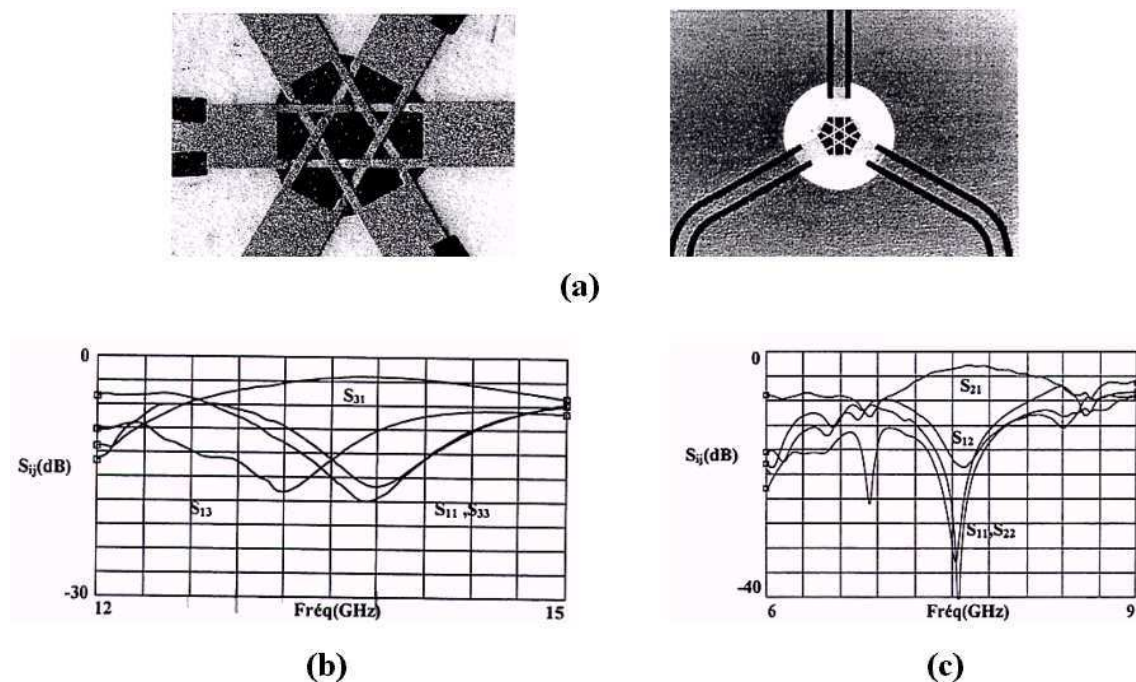 (a)
0
S31
Sij(dB)
S13
S11 ,S33
-30
12
Fréq(GHz)
15
(b)
0
S21
S12
Sij(dB)
S11,S22
-40
6
Fréq(GHz)
9
(c)